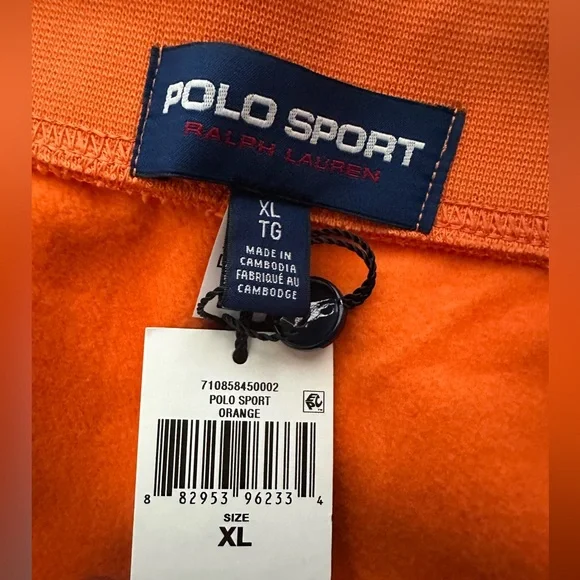 POLO SPORT
RALPH LAUREN
XL
TG
MADE IN
CAMBODIA
FABRIQUÉ AU
CAMBODGE
710858450002
POLO SPORT
ORANGE
8 82953 96233 4
SIZE
XL